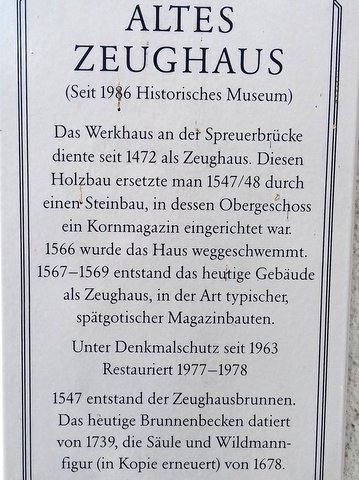 ALTES
ZEUGHAUS
(Seit 1986 Historisches Museum)
Das Werkhaus an der Spreuerbrücke
diente seit 1472 als Zeughaus. Diesen
Holzbau ersetzte man 1547/48 durch
einen Steinbau, in dessen Obergeschoss
ein Kornmagazin eingerichtet war.
1566 wurde das Haus weggeschwemmt.
1567–1569 entstand das heutige Gebäude
als Zeughaus, in der Art typischer,
spätgotischer Magazinbauten.
Unter Denkmalschutz seit 1963
Restauriert 1977–1978
1547 entstand der Zeughausbrunnen.
Das heutige Brunnenbecken datiert
von 1739, die Säule und Wildmann-
figur (in Kopie erneuert) von 1678.